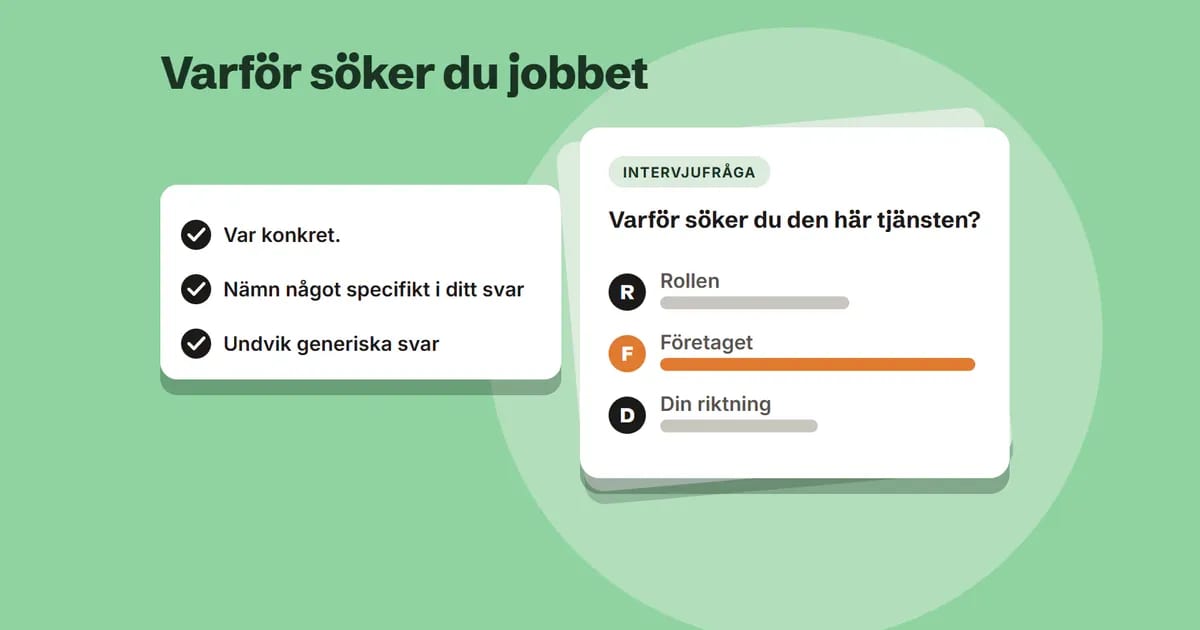 Varför söker du jobbet
Var konkret.
Nämn något specifikt i ditt svar
Undvik generiska svar
INTERVJUFRÅGA
Varför söker du den här tjänsten?
R Rollen
F Företaget
D Din riktning